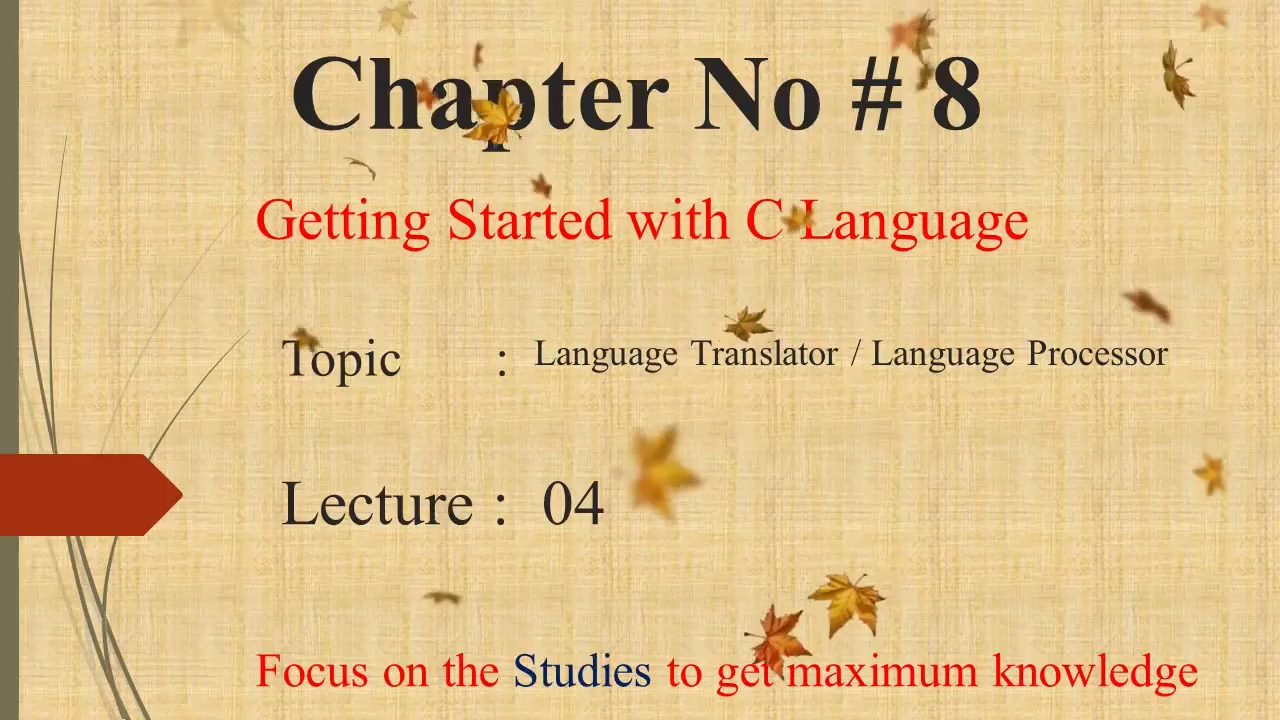 Chapter No # 8
Getting Started with C Language
Topic : Language Translator / Language Processor
Lecture : 04
Focus on the Studies to get maximum knowledge